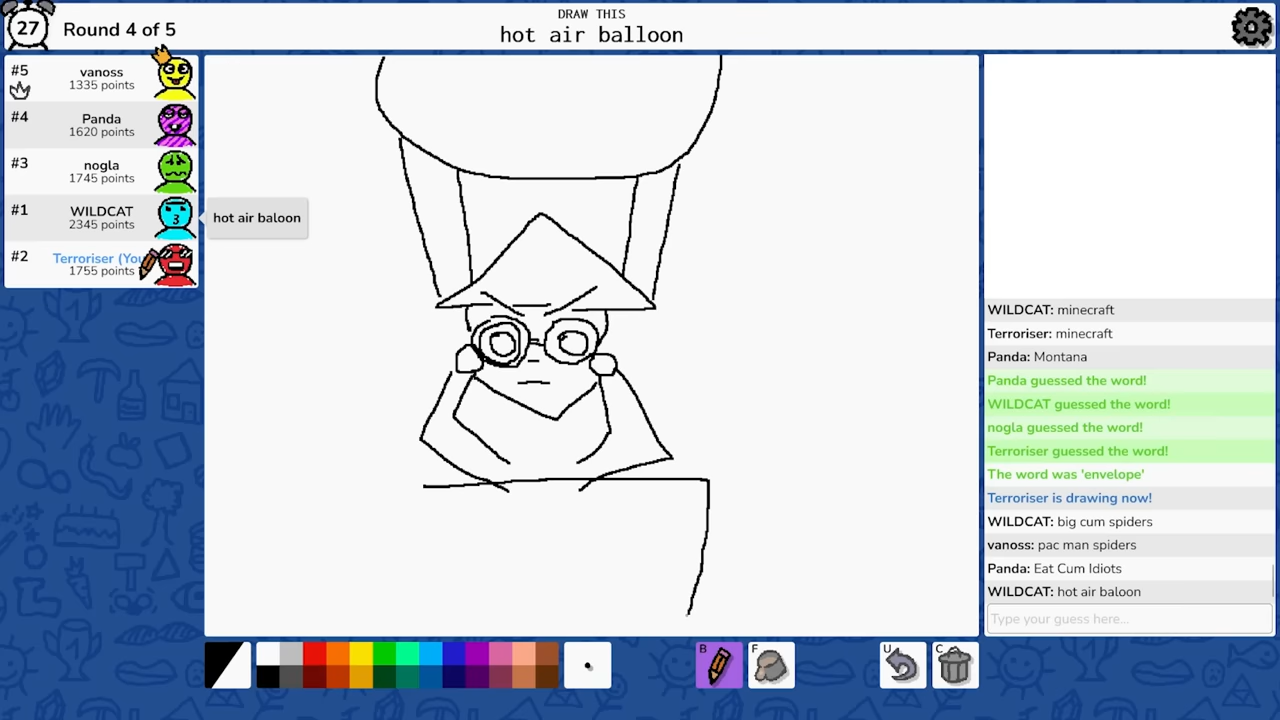 27
Round 4 of 5
DRAW THIS
hot air balloon
#5
vanoss
1335 points
#4
Panda
1620 points
#3
nogla
1745 points
#1
WILDCAT
2345 points
hot air baloon
#2
Terroriser (You
1755 points
WILDCAT: minecraft
Terroriser: minecraft
Panda: Montana
Panda guessed the word!
WILDCAT guessed the word!
nogla guessed the word!
Terroriser guessed the word!
The word was 'envelope'
Terroriser is drawing now!
WILDCAT: big cum spiders
vanoss: pac man spiders
Panda: Eat Cum Idiots
WILDCAT: hot air baloon
Type your guess here...
B
F
U
C